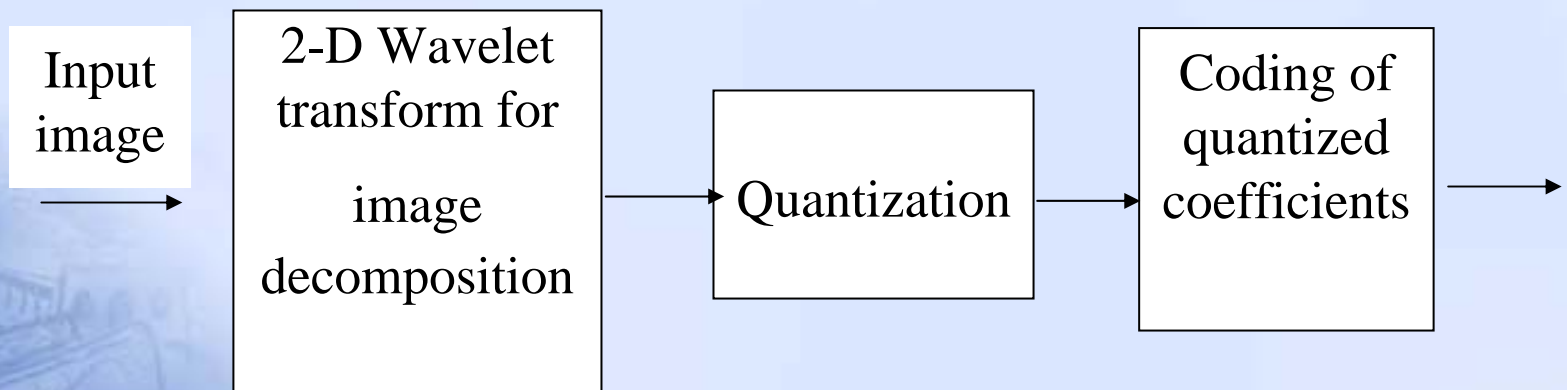 Input
image
2-D Wavelet
transform for
image
decomposition
Quantization
Coding of
quantized
coefficients